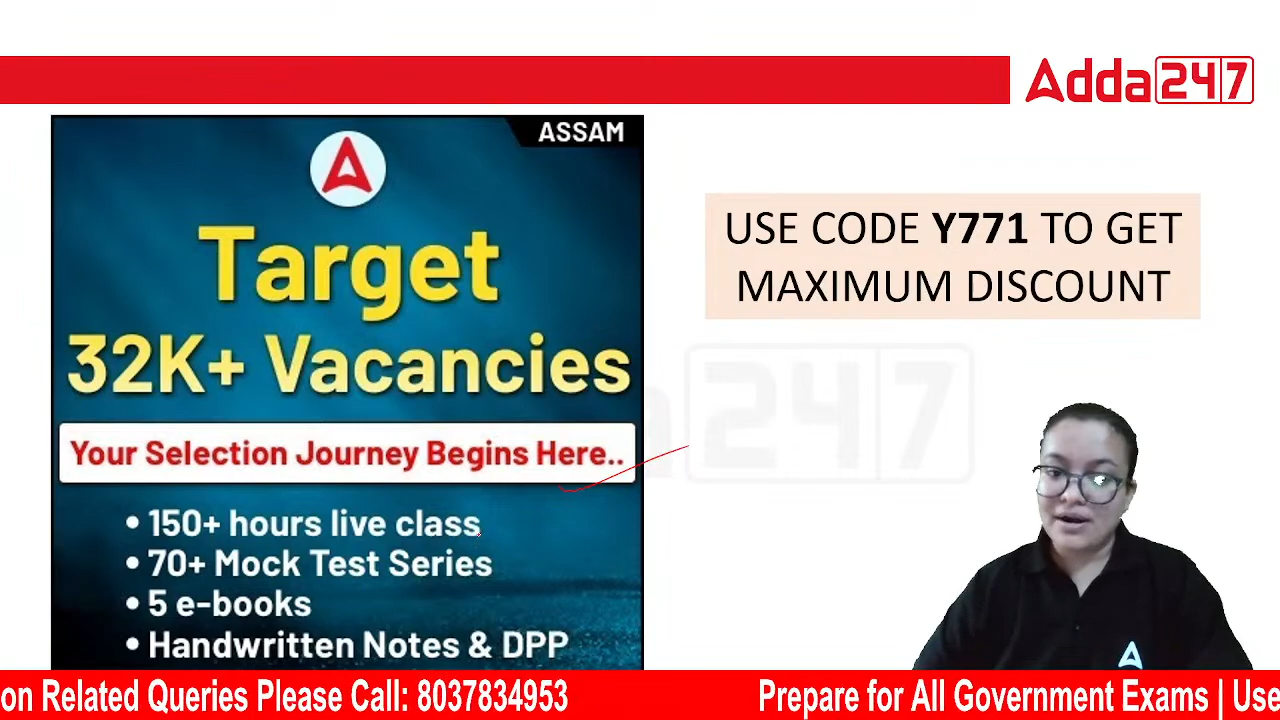 Adda247
ASSAM
Target
32K+ Vacancies
Your Selection Journey Begins Here..
• 150+ hours live class
• 70+ Mock Test Series
• 5 e-books
• Handwritten Notes & DPP
USE CODE Y771 TO GET
MAXIMUM DISCOUNT
a247
on Related Queries Please Call: 8037834953 Prepare for All Government Exams | Use